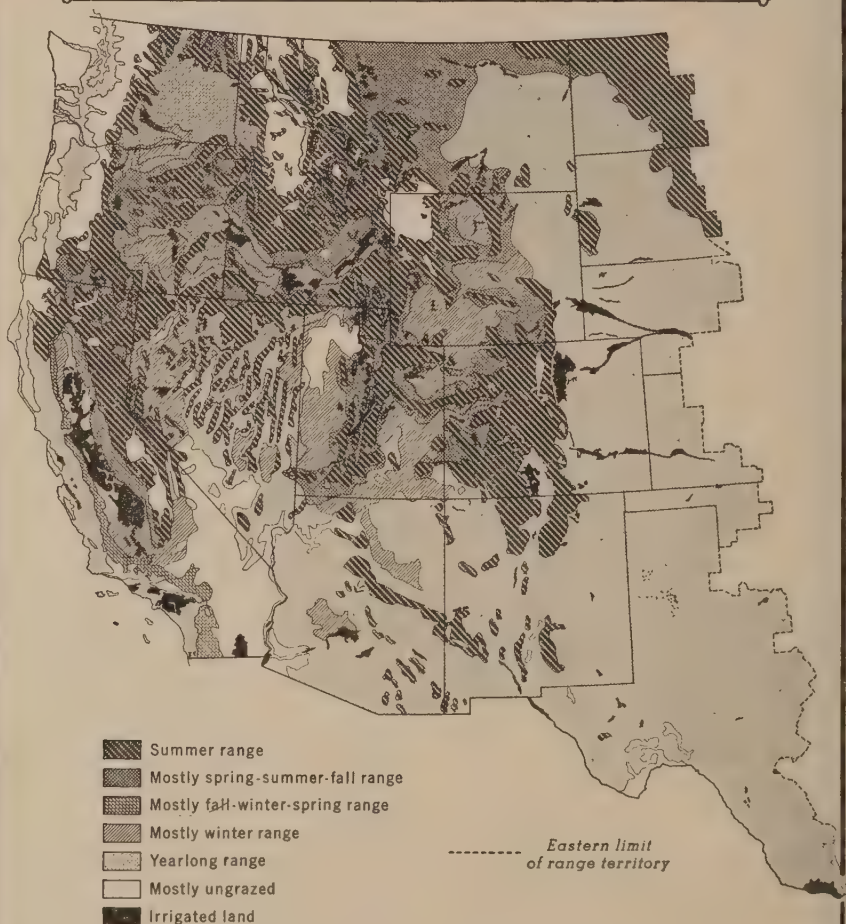 Summer range
Mostly spring-summer-fall range
Mostly fall-winter-spring range
Mostly winter range
Yearlong range
Mostly ungrazed
Irrigated land
Eastern limit
of range territory